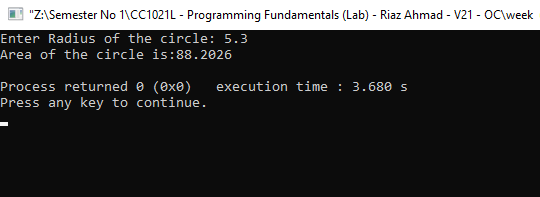 "Z:\Semester No 1\CC1021L - Programming Fundamentals (Lab) - Riaz Ahmad - V21 - OC\week
Enter Radius of the circle: 5.3
Area of the circle is:88.2026
Process returned 0 (0x0)   execution time : 3.680 s
Press any key to continue.